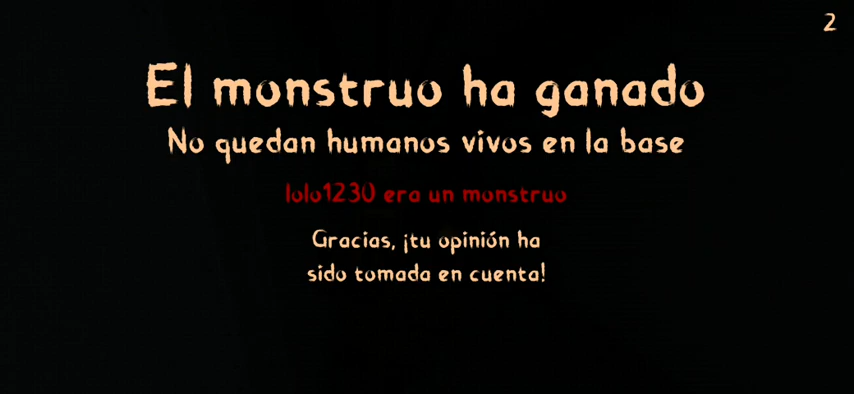 2
El monstruo ha ganado
No quedan humanos vivos en la base
lolo1230 era un monstruo
Gracias, ¡tu opinión ha
sido tomada en cuenta!